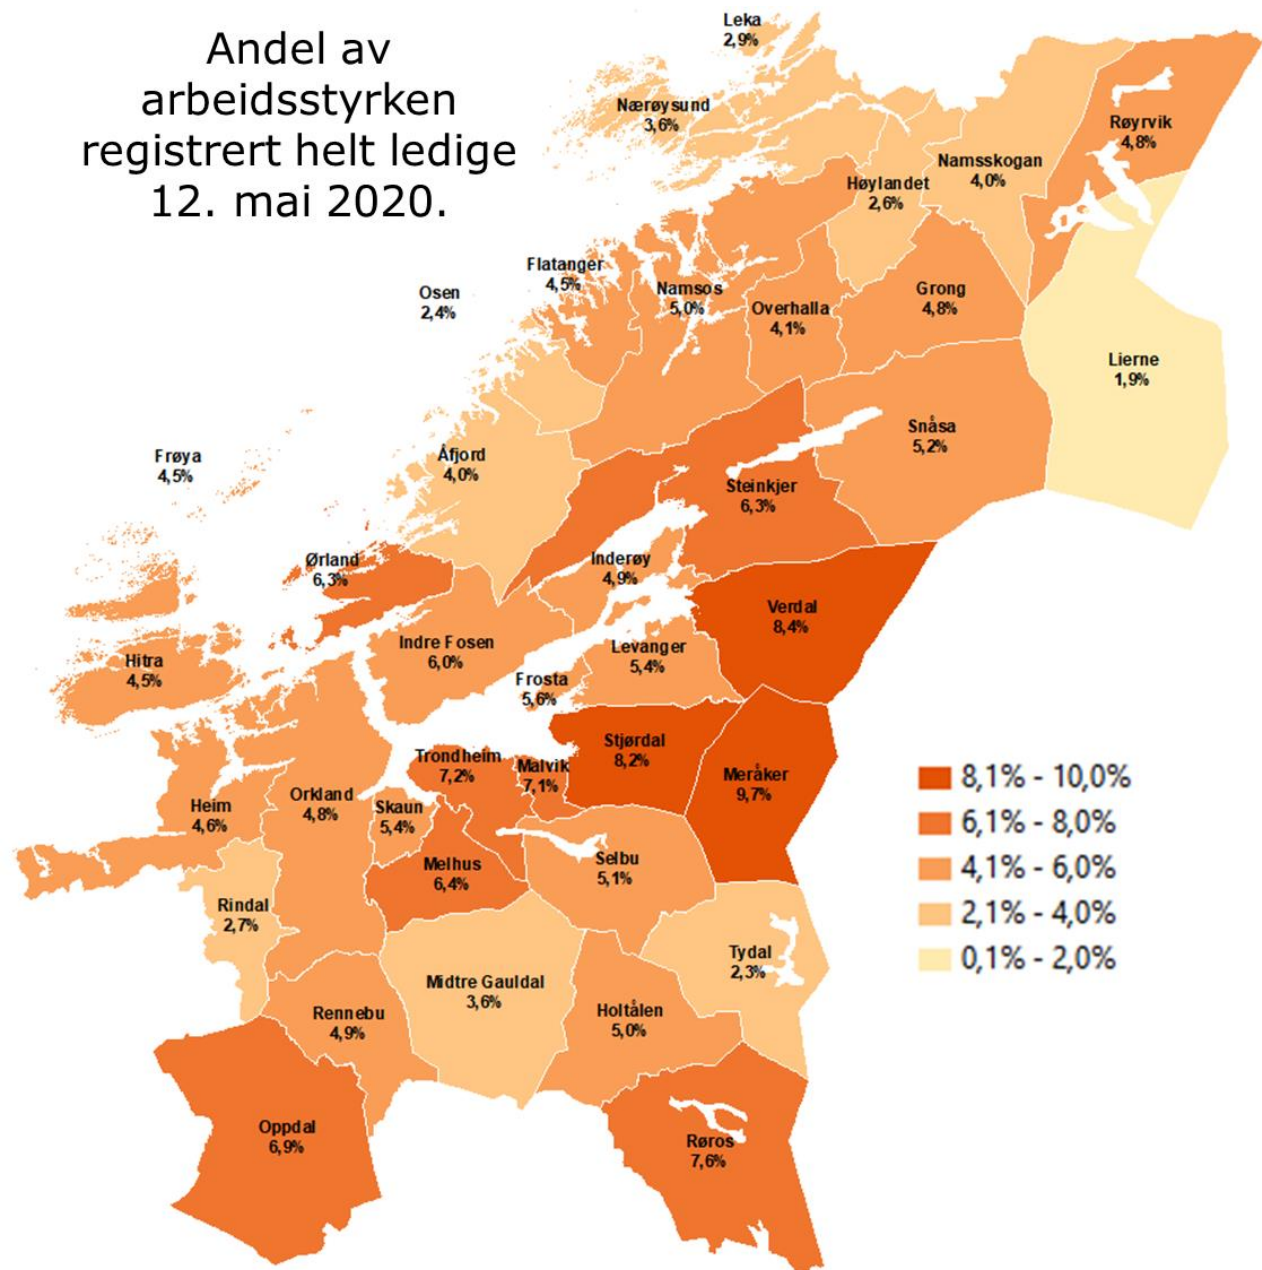 Andel av
arbeidsstyrken
registrert helt ledige
12. mai 2020.
Leka
2,9%
Nærøysund
3,6%
Røyrvik
4,8%
Namsskogan
4,0%
Høylandet
2,6%
Flatanger
4,5%
Osen
2,4%
Namsos
5,0%
Overhalla
4,1%
Grong
4,8%
Lierne
1,9%
Snåsa
5,2%
Frøya
4,5%
Åfjord
4,0%
Steinkjer
6,3%
Ørland
6,3%
Inderøy
4,9%
Verdal
8,4%
Indre Fosen
6,0%
Levanger
5,4%
Hitra
4,5%
Frosta
5,6%
Stjørdal
8,2%
Trondheim
7,2%
Malvik
7,1%
Meråker
9,7%
Heim
4,6%
Orkland
4,8%
Skaun
5,4%
Melhus
6,4%
Selbu
5,1%
Rindal
2,7%
Tydal
2,3%
Midtre Gauldal
3,6%
Rennebu
4,9%
Holtålen
5,0%
Oppdal
6,9%
Røros
7,6%
8,1% - 10,0%
6,1% - 8,0%
4,1% - 6,0%
2,1% - 4,0%
0,1% - 2,0%